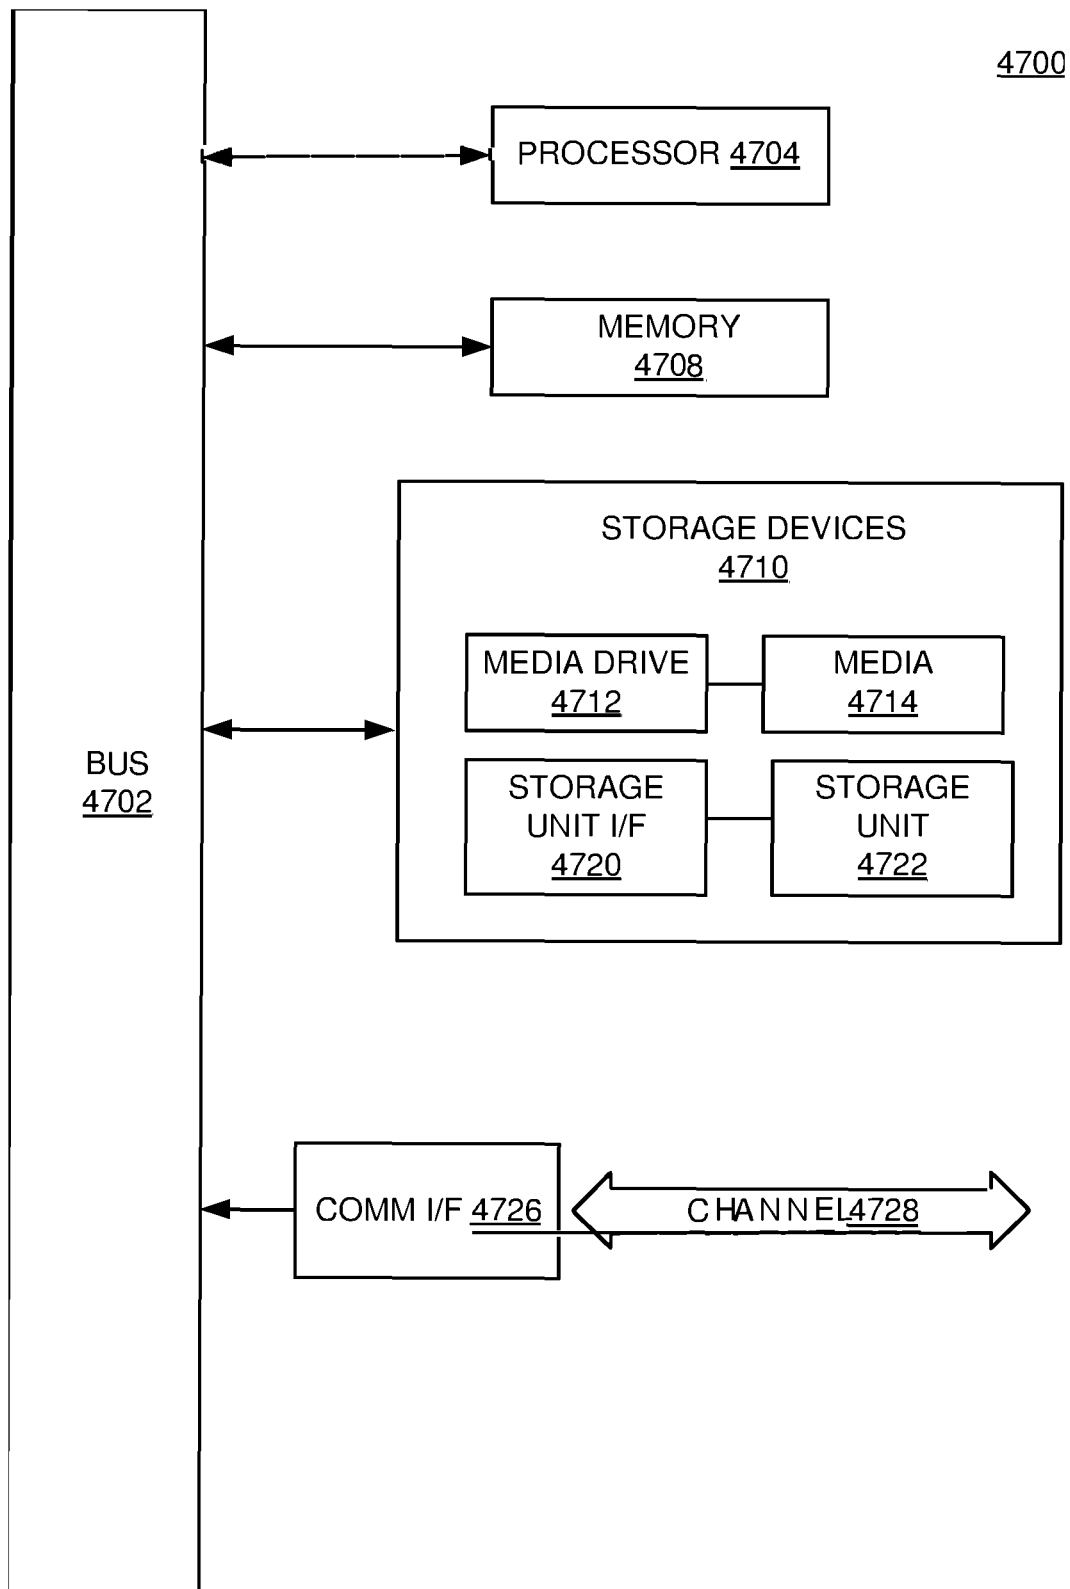 4700
PROCESSOR 4704
MEMORY
4708
STORAGE DEVICES
4710
MEDIA DRIVE
4712
MEDIA
4714
BUS
4702
STORAGE
UNIT I/F
4720
STORAGE
UNIT
4722
COMM I/F 4726
CHANNEL 4728